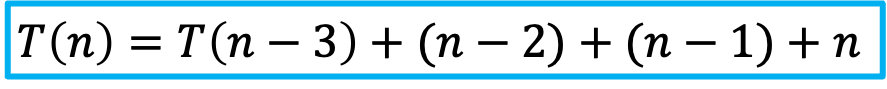 T(n) = T(n − 3) + (n − 2) + (n − 1) + n